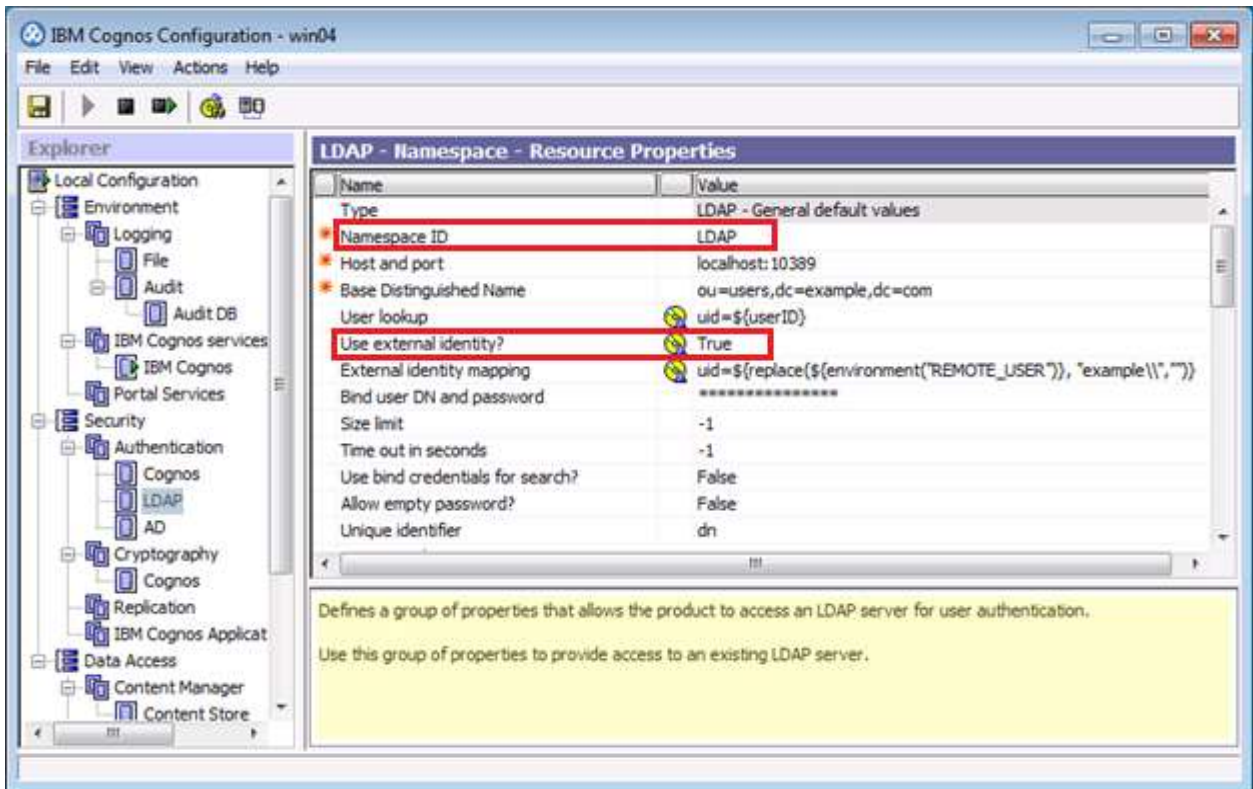 IBM Cognos Configuration - win04
File Edit View Actions Help
Explorer
Local Configuration
Environment
Logging
File
Audit
Audit DB
IBM Cognos services
IBM Cognos
Portal Services
Security
Authentication
Cognos
LDAP
AD
Cryptography
Cognos
Replication
IBM Cognos Applicat
Data Access
Content Manager
Content Store
LDAP - Namespace - Resource Properties
Name Value
Type LDAP - General default values
* Namespace ID LDAP
* Host and port localhost:10389
* Base Distinguished Name ou=users,dc=example,dc=com
User lookup uid=${userID}
Use external identity? True
External identity mapping uid=${replace(${environment("REMOTE_USER")}, "example\\","")}
Bind user DN and password ***************
Size limit -1
Time out in seconds -1
Use bind credentials for search? False
Allow empty password? False
Unique identifier dn
Defines a group of properties that allows the product to access an LDAP server for user authentication.
Use this group of properties to provide access to an existing LDAP server.